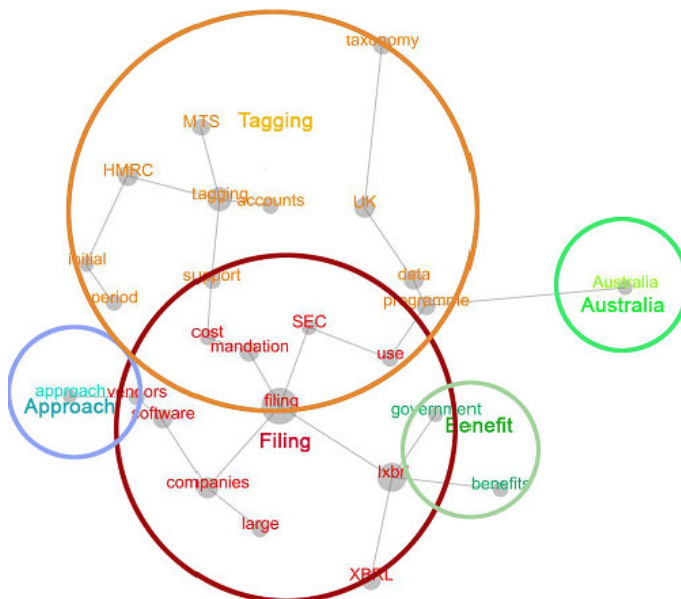 taxonomy
MTS
Tagging
HMRC
tagging
accounts
UK
initial
support
data
Australia
period
programme
Australia
cost
SEC
mandation
use
approach
vendors
filing
Approach
software
government
Filing
Benefit
companies
Ixbrl
benefits
large
XBRL